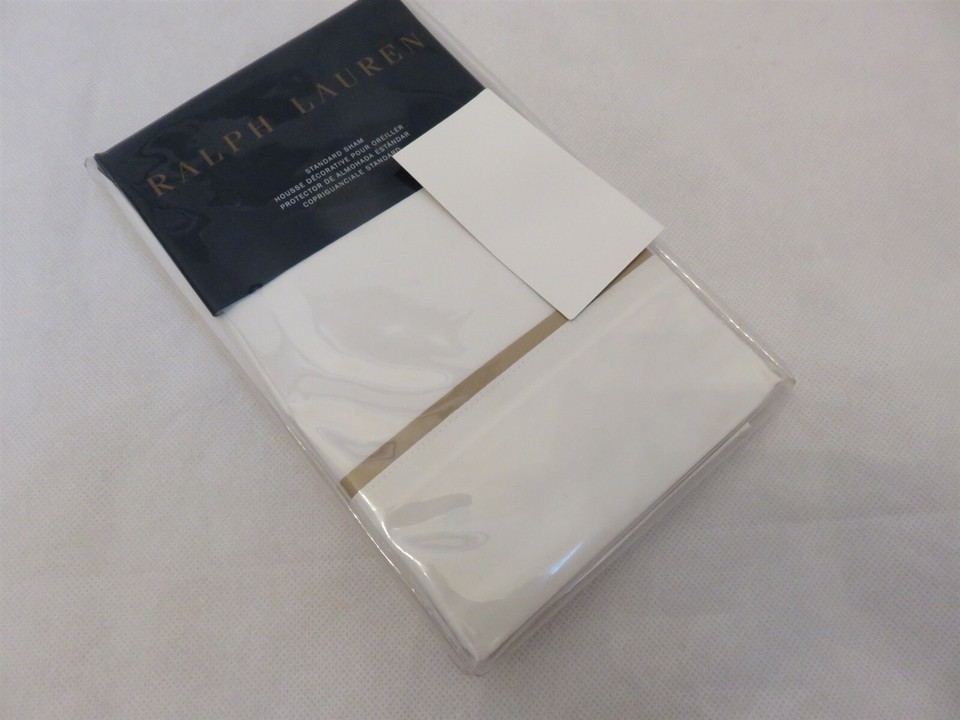 RALPH LAUREN
STANDARD SHAM
HOUSSE DÉCORATIVE POUR OREILLER
PROTECTOR DE ALMOHADA ESTÁNDAR
COPRIGUANCIALE STANDARD